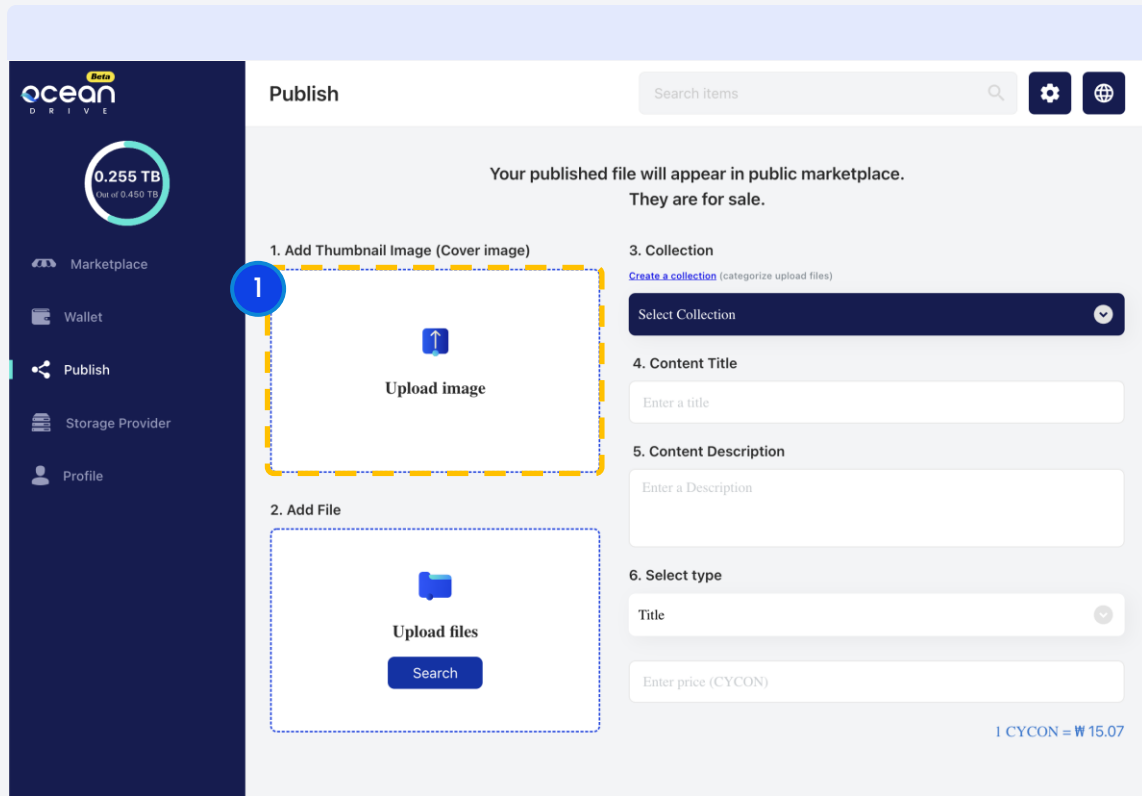 Beta
ocean
DRIVE
0.255 TB
Out of 0.450 TB
Marketplace
Wallet
Publish
Storage Provider
Profile
Publish
Search items
Your published file will appear in public marketplace.
They are for sale.
1. Add Thumbnail Image (Cover image)
1
Upload image
2. Add File
Upload files
Search
3. Collection
Create a collection (categorize upload files)
Select Collection
4. Content Title
Enter a title
5. Content Description
Enter a Description
6. Select type
Title
Enter price (CYCON)
1 CYCON = ₩ 15.07